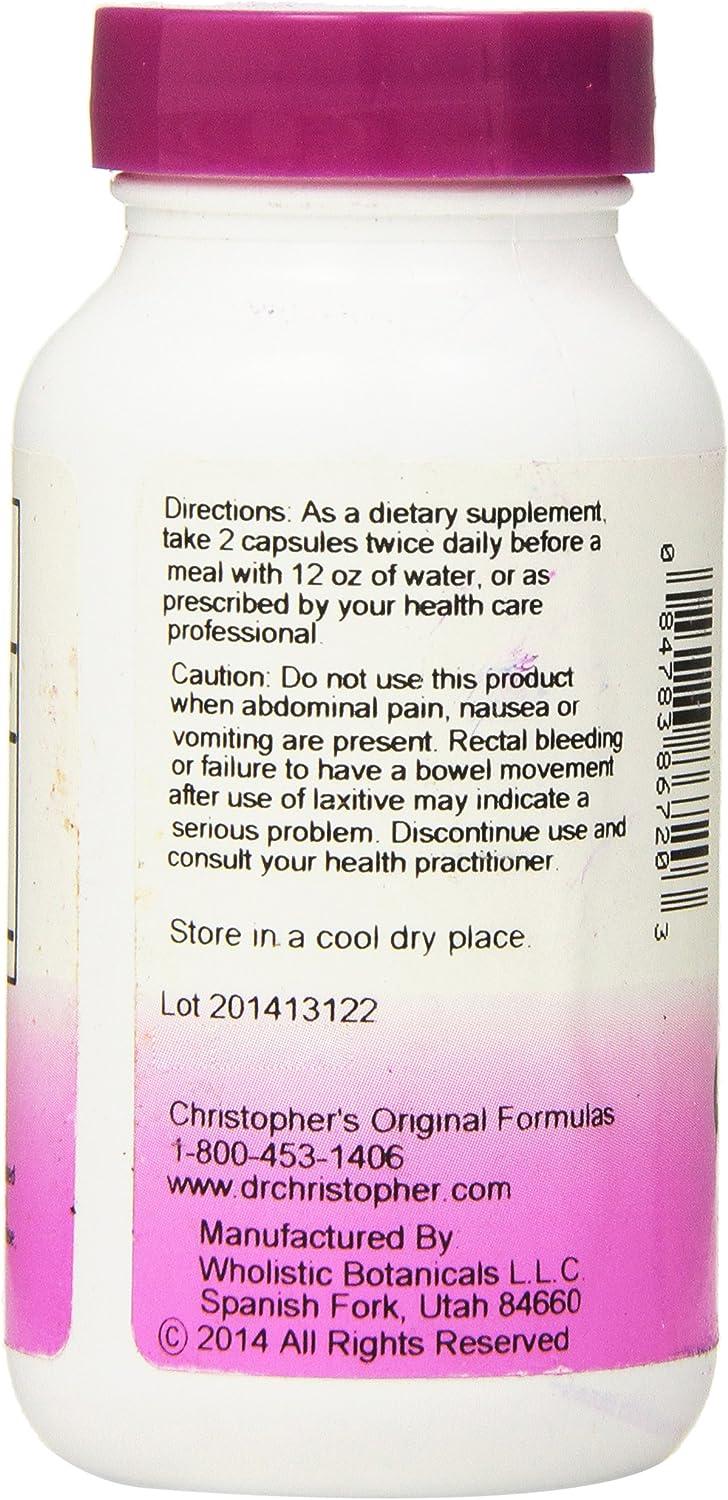 Directions: As a dietary supplement,
take 2 capsules twice daily before a
meal with 12 oz of water, or as
prescribed by your health care
professional.
Caution: Do not use this product
when abdominal pain, nausea or
vomiting are present. Rectal bleeding
or failure to have a bowel movement
after use of laxitive may indicate a
serious problem. Discontinue use and
consult your health practitioner.
Store in a cool dry place.
Lot 201413122
Christopher's Original Formulas
1-800-453-1406
www.drchristopher.com
Manufactured By
Wholistic Botanicals L.L.C.
Spanish Fork, Utah 84660
© 2014 All Rights Reserved
0 84783 86720 3